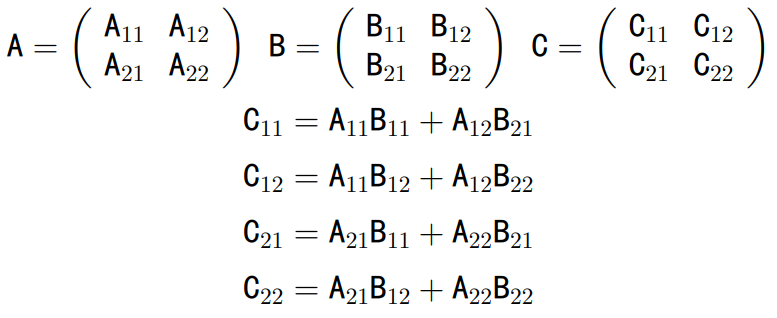 A = ( A₁₁ A₁₂ ) B = ( B₁₁ B₁₂ ) C = ( C₁₁ C₁₂ )
A₂₁ A₂₂ B₂₁ B₂₂ C₂₁ C₂₂
C₁₁ = A₁₁B₁₁ + A₁₂B₂₁
C₁₂ = A₁₁B₁₂ + A₁₂B₂₂
C₂₁ = A₂₁B₁₁ + A₂₂B₂₁
C₂₂ = A₂₁B₁₂ + A₂₂B₂₂